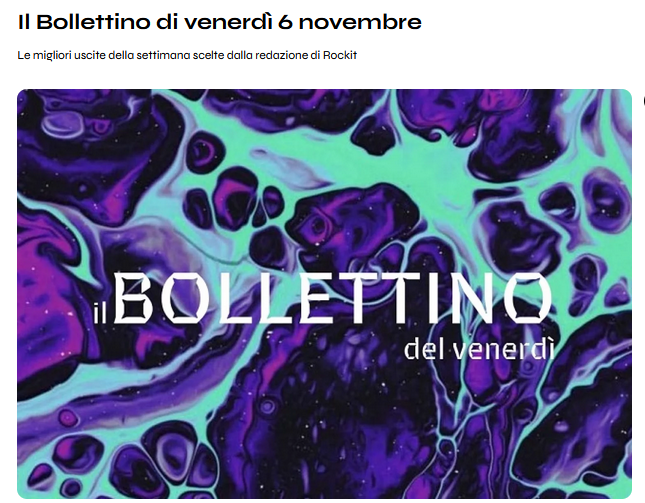 Il Bollettino di venerdì 6 novembre
Le migliori uscite della settimana scelte dalla redazione di Rockit
il BOLLETTINO
del venerdì